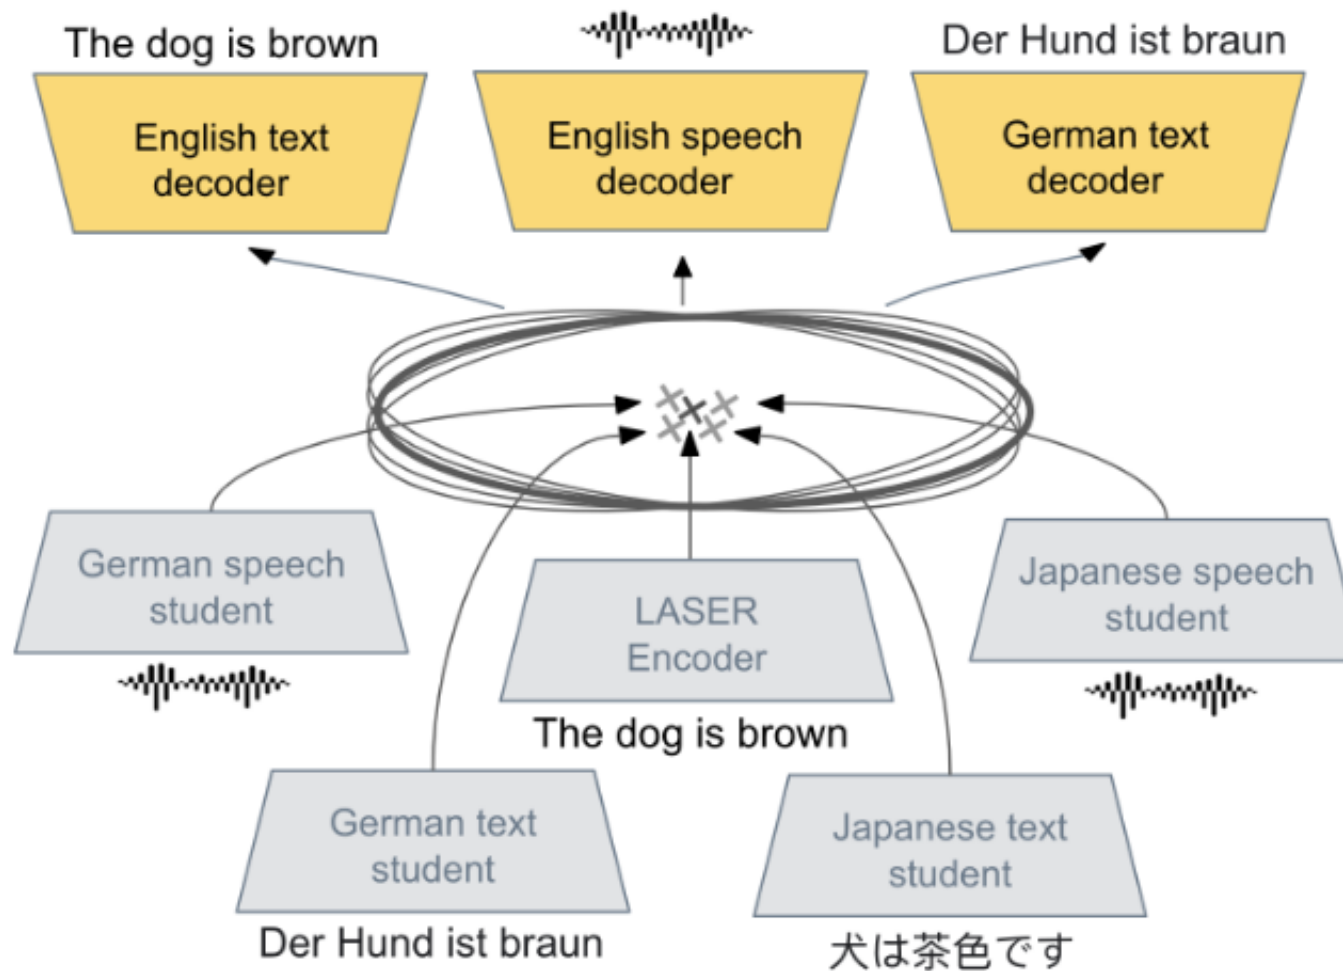 The dog is brown
Der Hund ist braun
English text
decoder
English speech
decoder
German text
decoder
German speech
student
LASER
Encoder
Japanese speech
student
The dog is brown
German text
student
Japanese text
student
Der Hund ist braun
犬は茶色です